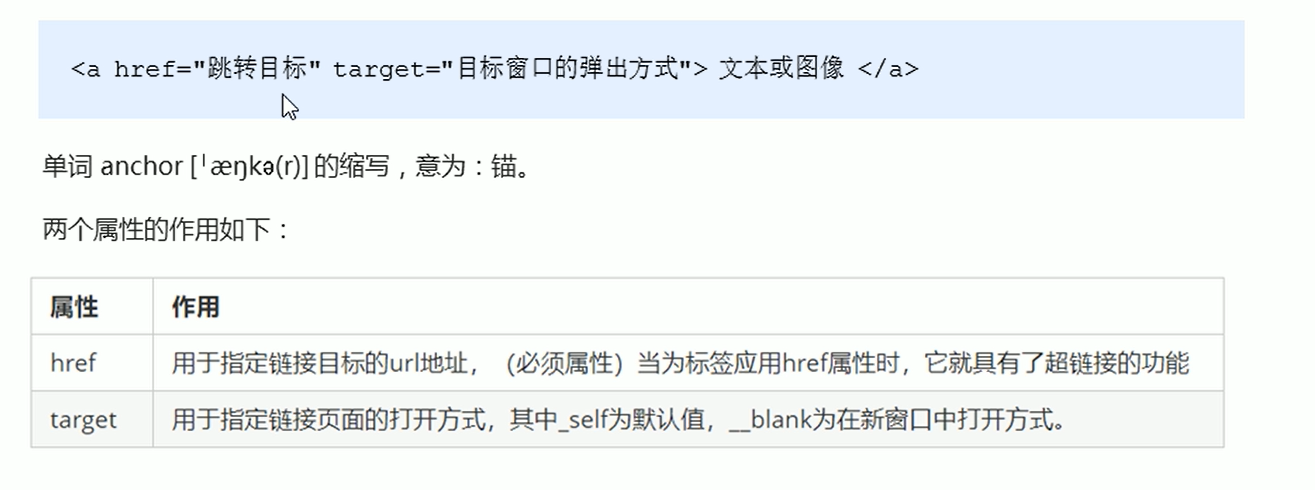 <a href="跳转目标" target="目标窗口的弹出方式"> 文本或图像 </a>
单词 anchor [ˈæŋkə(r)] 的缩写，意为：锚。
两个属性的作用如下：
属性 作用
href 用于指定链接目标的url地址，（必须属性）当为标签应用href属性时，它就具有了超链接的功能
target 用于指定链接页面的打开方式，其中_self为默认值，__blank为在新窗口中打开方式。